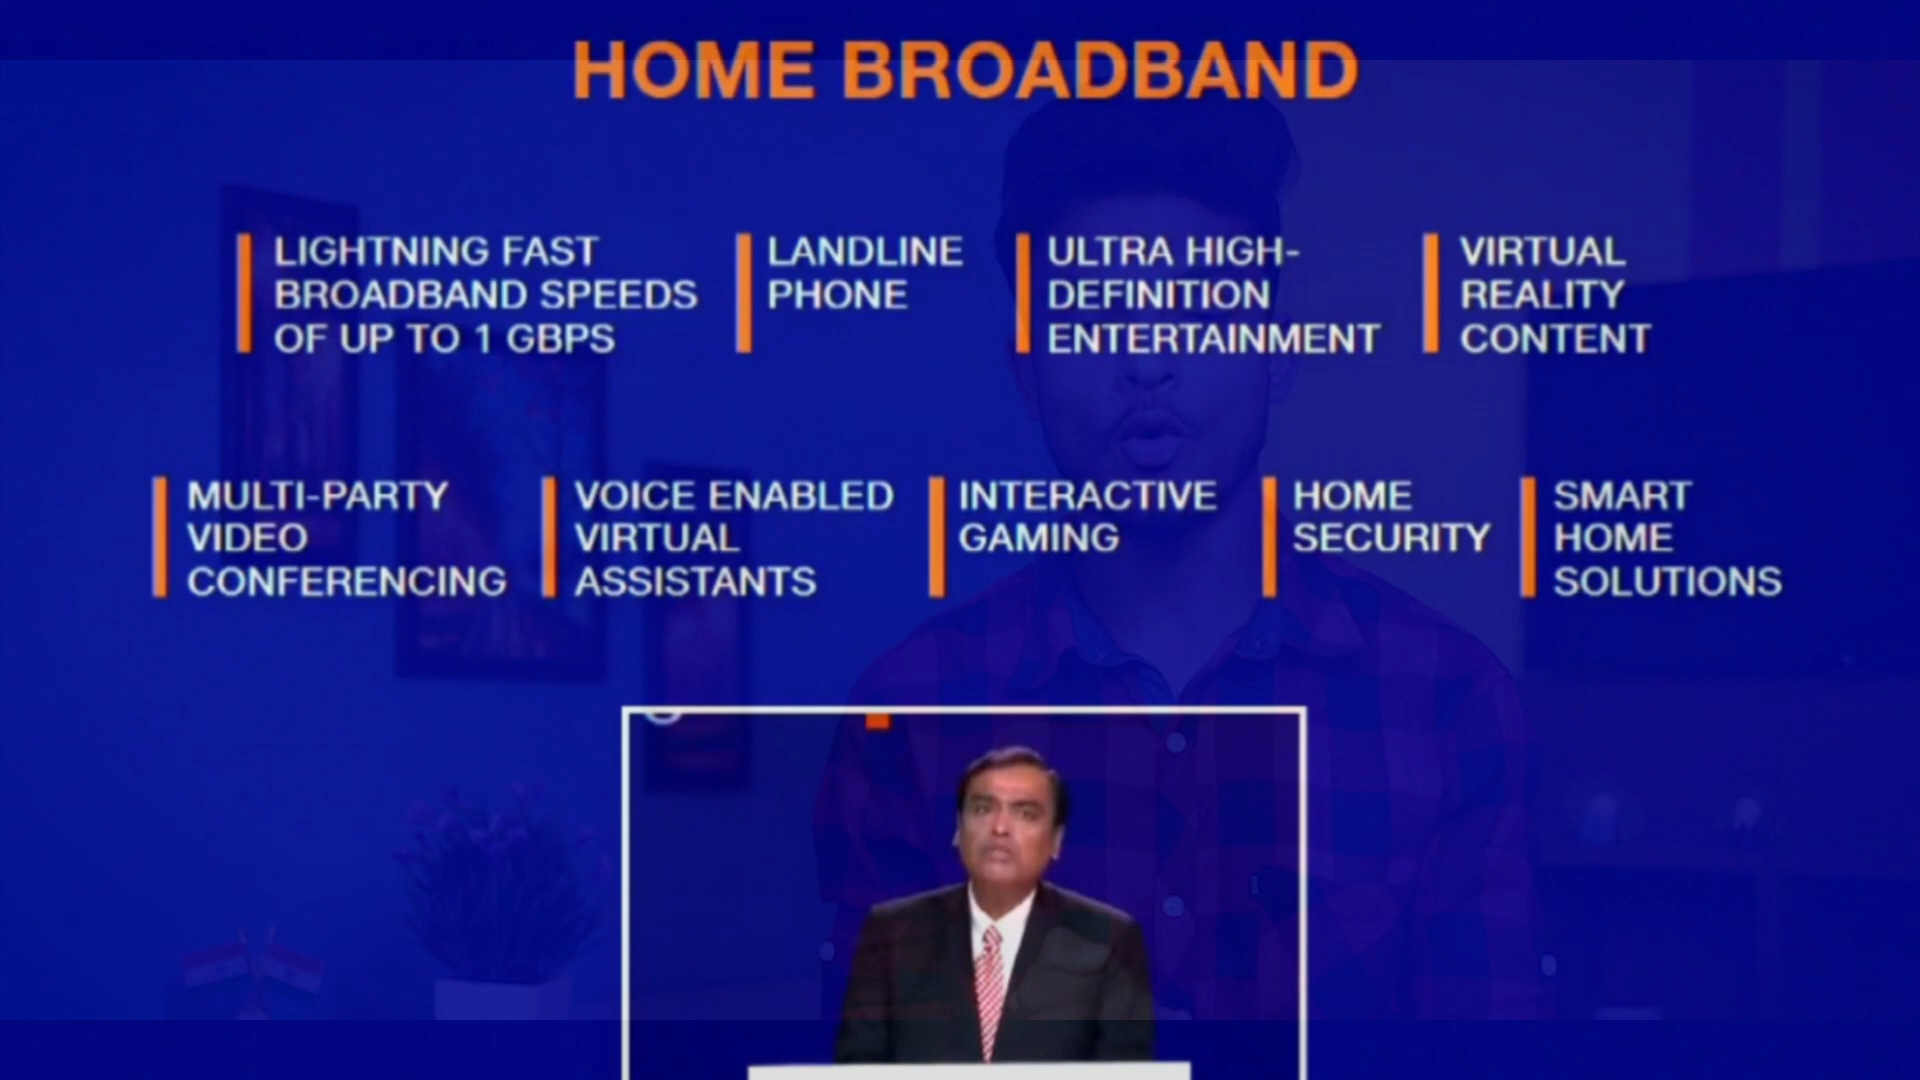 HOME BROADBAND
LIGHTNING FAST
BROADBAND SPEEDS
OF UP TO 1 GBPS
LANDLINE
PHONE
ULTRA HIGH-
DEFINITION
ENTERTAINMENT
VIRTUAL
REALITY
CONTENT
MULTI-PARTY
VIDEO
CONFERENCING
VOICE ENABLED
VIRTUAL
ASSISTANTS
INTERACTIVE
GAMING
HOME
SECURITY
SMART
HOME
SOLUTIONS